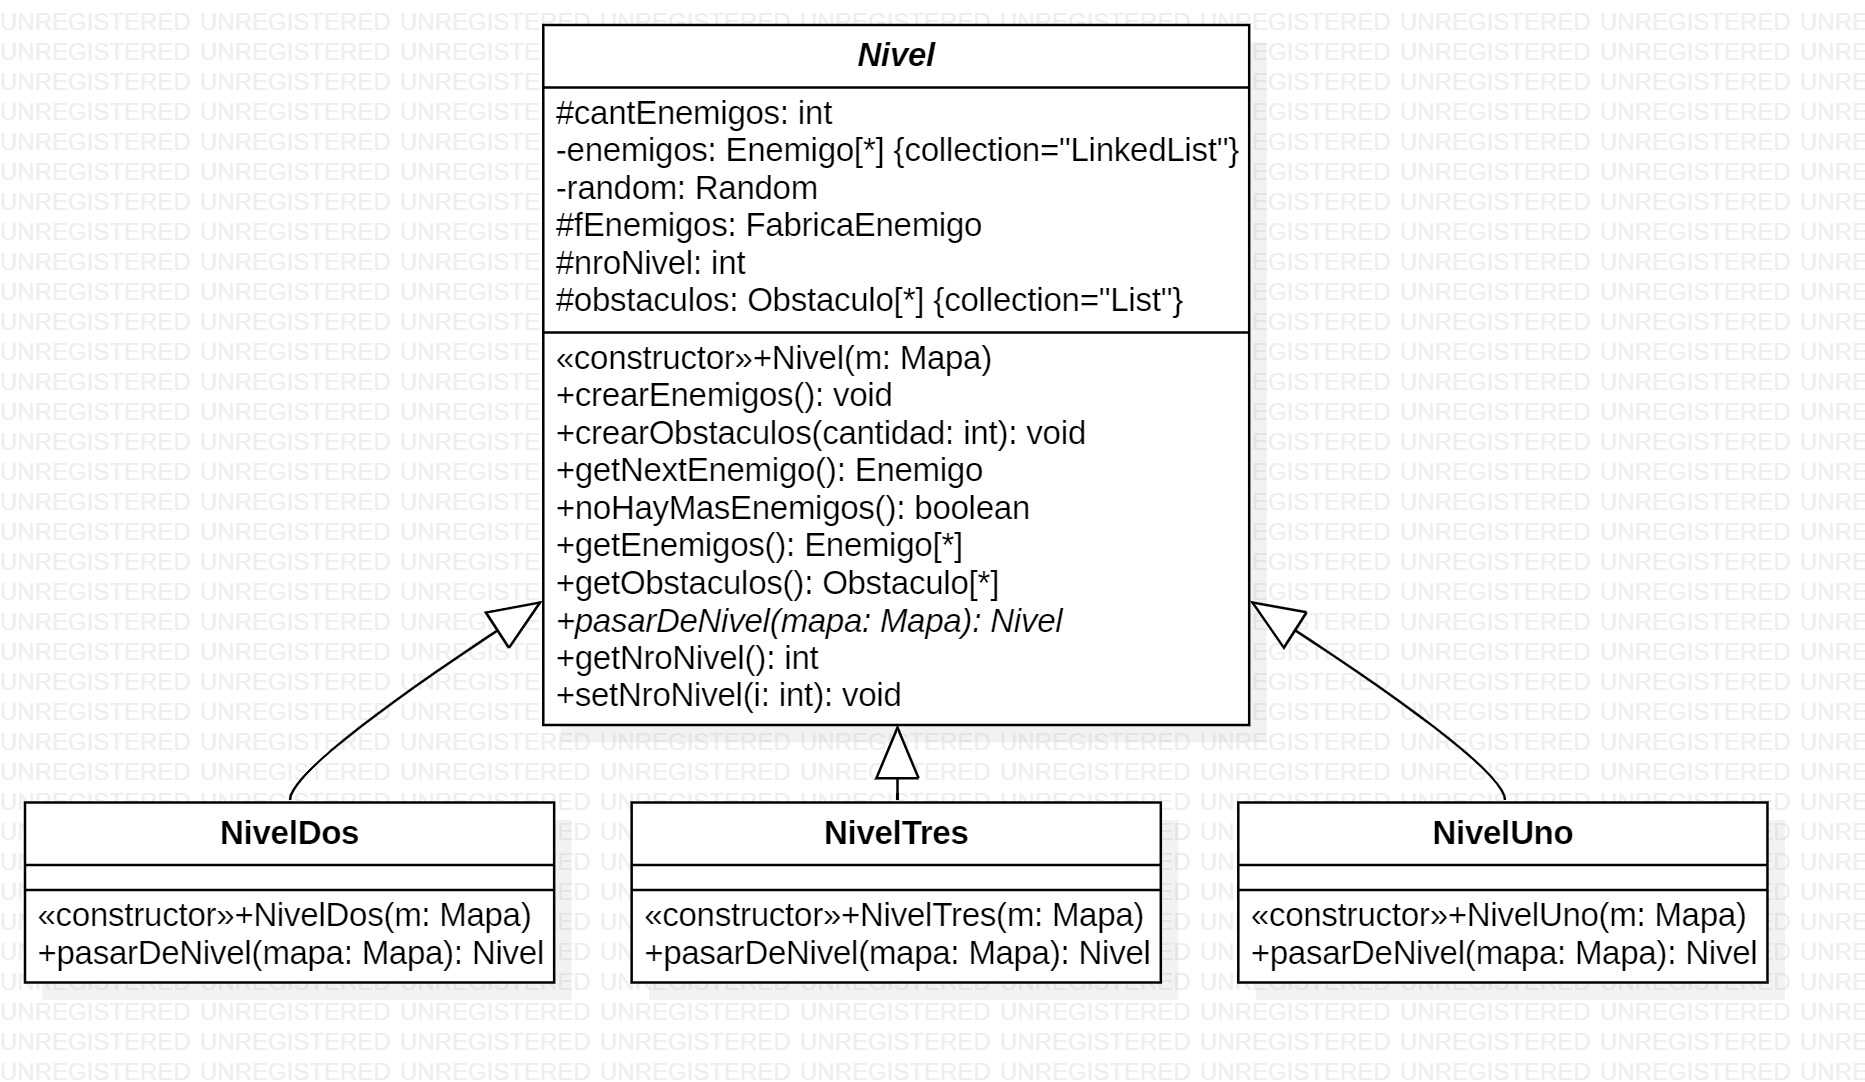 Nivel
#cantEnemigos: int
-enemigos: Enemigo[*] {collection="LinkedList"}
-random: Random
#fEnemigos: FabricaEnemigo
#nroNivel: int
#obstaculos: Obstaculo[*] {collection="List"}
«constructor»+Nivel(m: Mapa)
+crearEnemigos(): void
+crearObstaculos(cantidad: int): void
+getNextEnemigo(): Enemigo
+noHayMasEnemigos(): boolean
+getEnemigos(): Enemigo[*]
+getObstaculos(): Obstaculo[*]
+pasarDeNivel(mapa: Mapa): Nivel
+getNroNivel(): int
+setNroNivel(i: int): void
NivelDos
«constructor»+NivelDos(m: Mapa)
+pasarDeNivel(mapa: Mapa): Nivel
NivelTres
«constructor»+NivelTres(m: Mapa)
+pasarDeNivel(mapa: Mapa): Nivel
NivelUno
«constructor»+NivelUno(m: Mapa)
+pasarDeNivel(mapa: Mapa): Nivel
UNREGISTERED